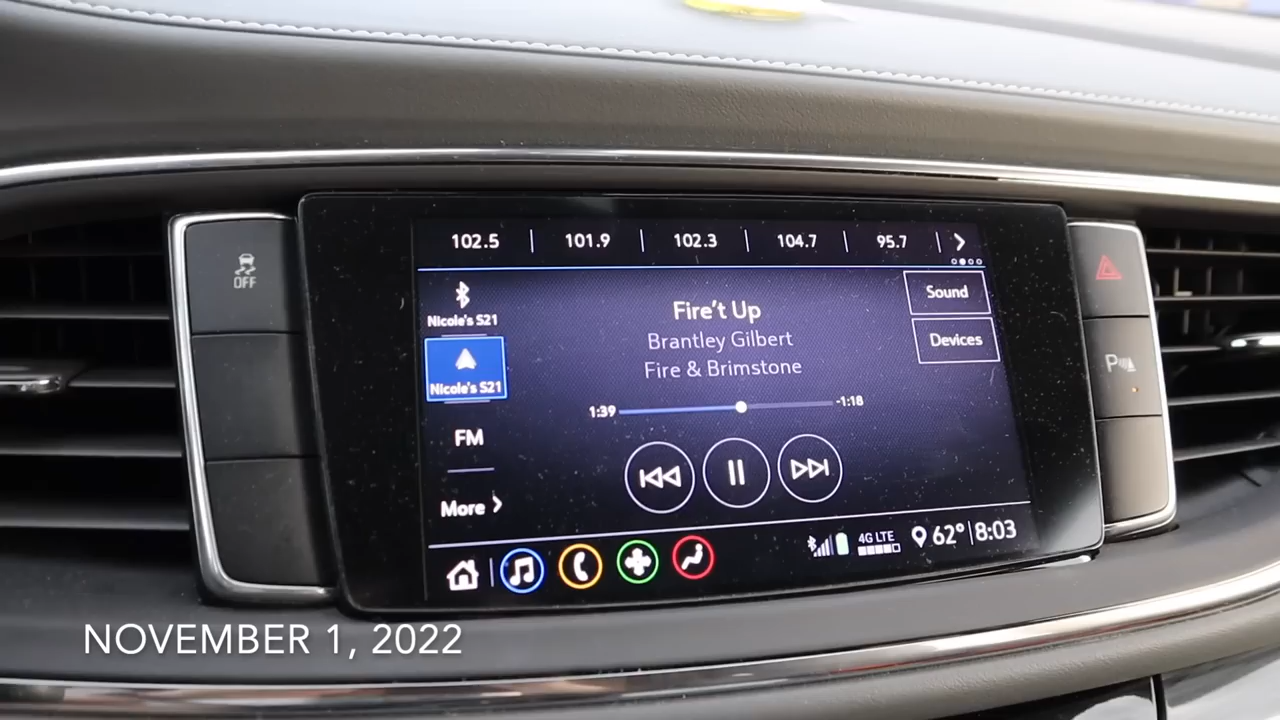 102.5 | 101.9 | 102.3 | 104.7 | 95.7 |
OFF
Nicole's S21
Nicole's S21
FM
More
Fire't Up
Brantley Gilbert
Fire & Brimstone
1:39 -1:18
Sound
Devices
P
4G LTE 62° | 8:03
NOVEMBER 1, 2022